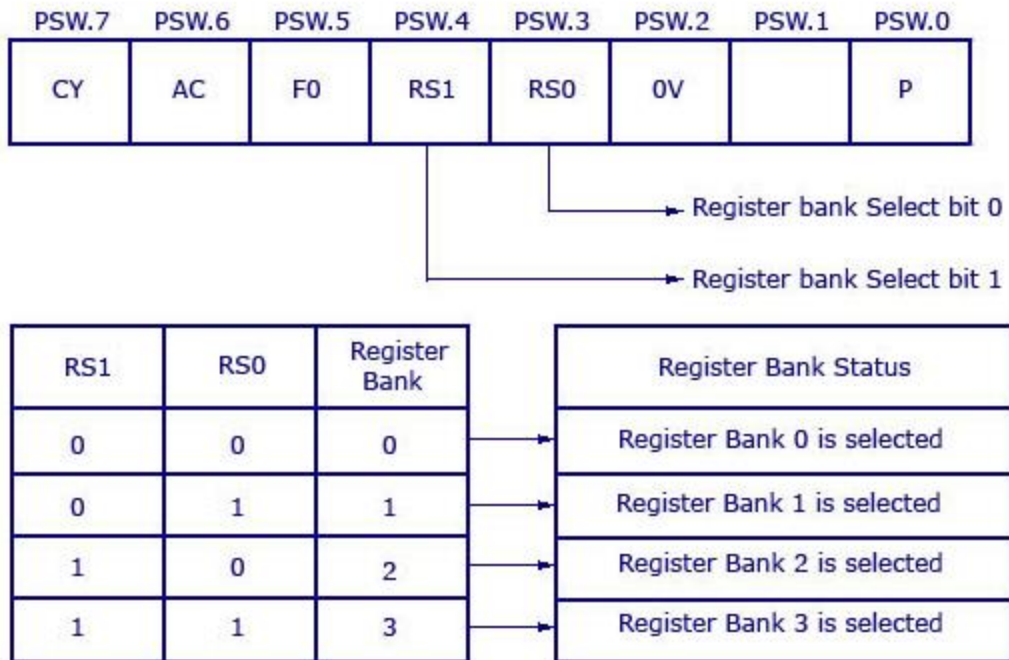 PSW.7 PSW.6 PSW.5 PSW.4 PSW.3 PSW.2 PSW.1 PSW.0
CY AC F0 RS1 RS0 0V P
Register bank Select bit 0
Register bank Select bit 1
RS1 RS0 Register Bank Register Bank Status
0 0 0 Register Bank 0 is selected
0 1 1 Register Bank 1 is selected
1 0 2 Register Bank 2 is selected
1 1 3 Register Bank 3 is selected